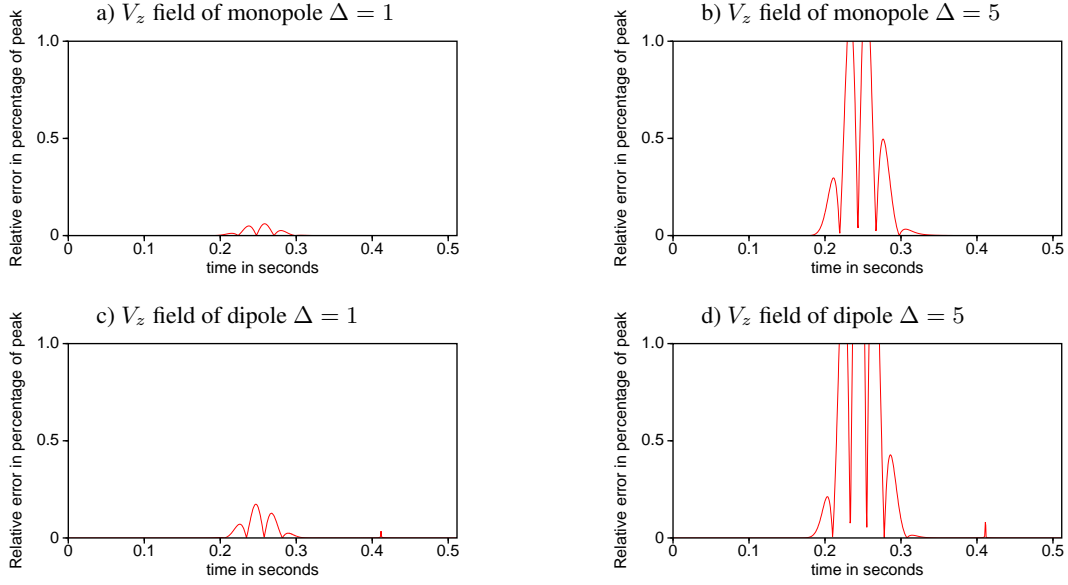 a) $V_z$ field of monopole $\Delta = 1$
Relative error in percentage of peak
1.0
0.5
0
0 0.1 0.2 0.3 0.4 0.5
time in seconds
b) $V_z$ field of monopole $\Delta = 5$
Relative error in percentage of peak
1.0
0.5
0
0 0.1 0.2 0.3 0.4 0.5
time in seconds
c) $V_z$ field of dipole $\Delta = 1$
Relative error in percentage of peak
1.0
0.5
0
0 0.1 0.2 0.3 0.4 0.5
time in seconds
d) $V_z$ field of dipole $\Delta = 5$
Relative error in percentage of peak
1.0
0.5
0
0 0.1 0.2 0.3 0.4 0.5
time in seconds